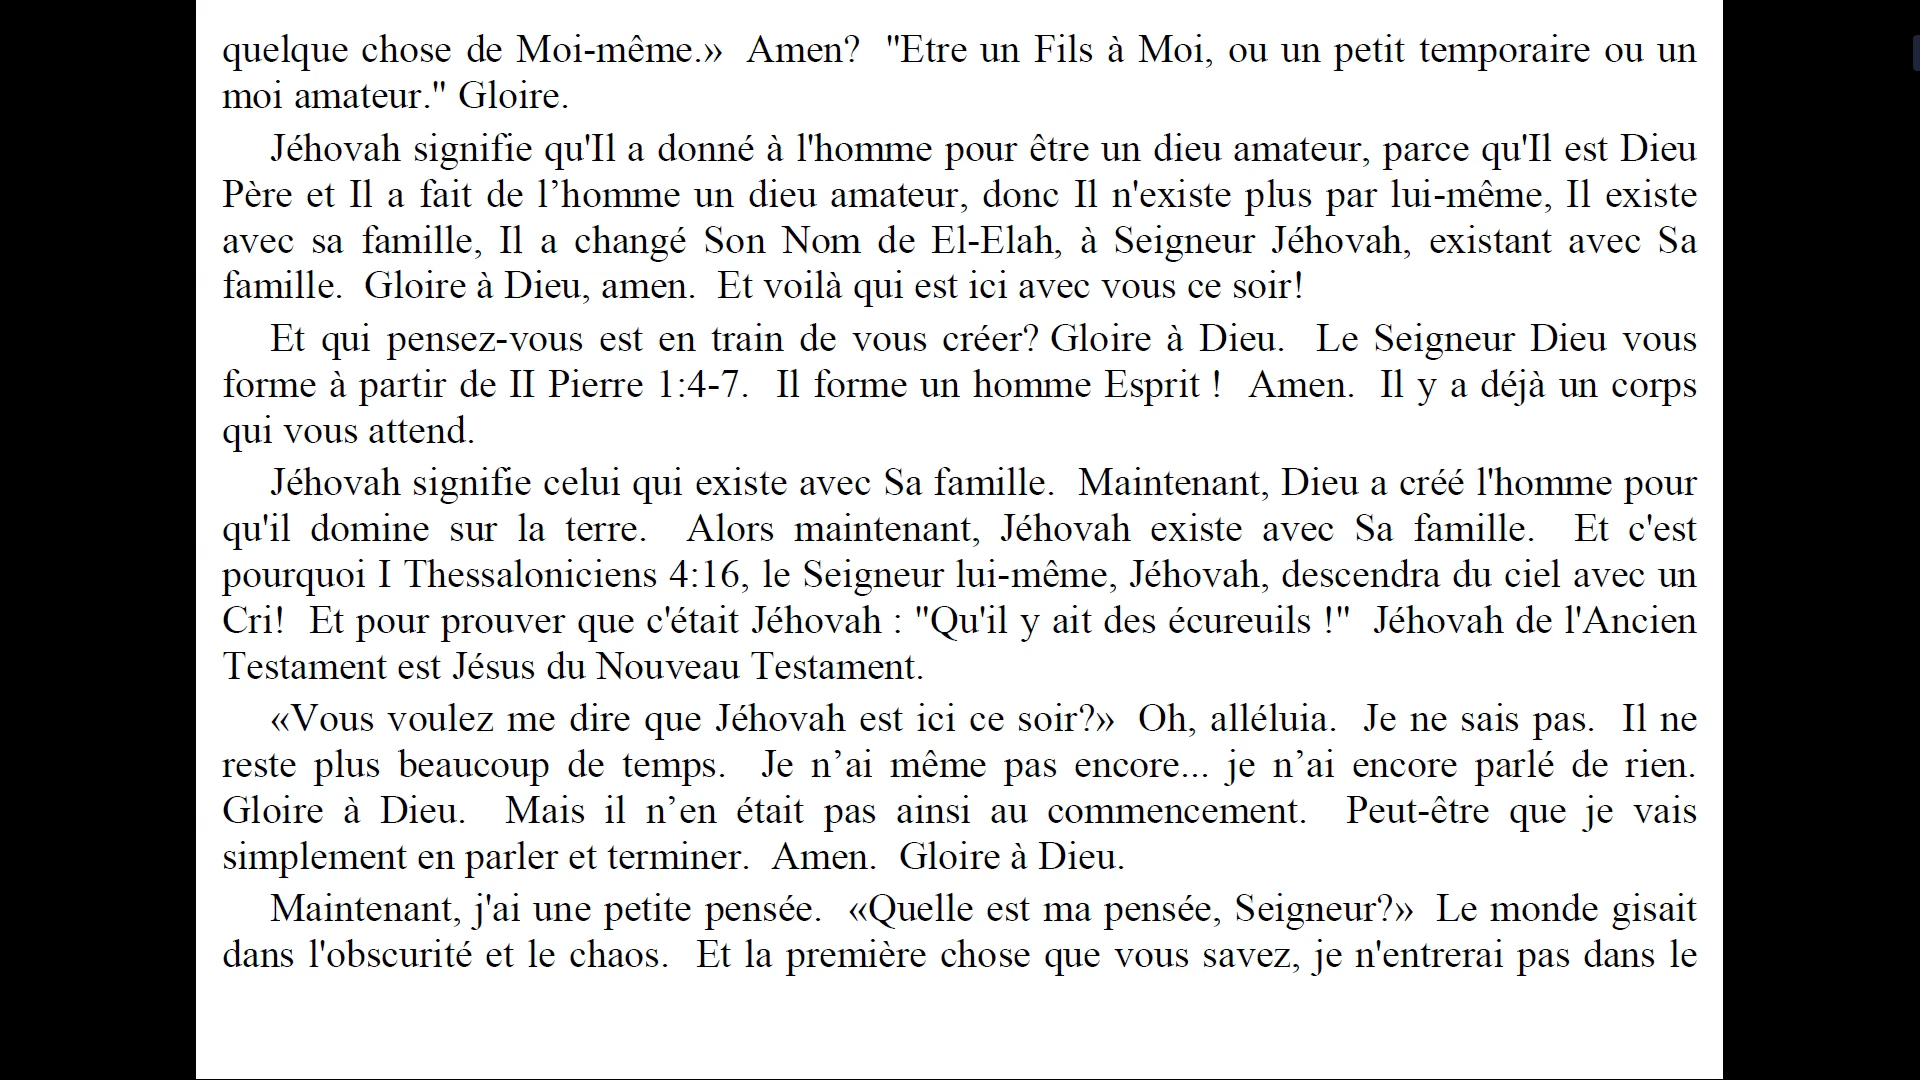 quelque chose de Moi-même.»  Amen?  "Etre un Fils à Moi, ou un petit temporaire ou un
moi amateur." Gloire.
Jéhovah signifie qu'Il a donné à l'homme pour être un dieu amateur, parce qu'Il est Dieu
Père et Il a fait de l’homme un dieu amateur, donc Il n'existe plus par lui-même, Il existe
avec sa famille, Il a changé Son Nom de El-Elah, à Seigneur Jéhovah, existant avec Sa
famille.  Gloire à Dieu, amen.  Et voilà qui est ici avec vous ce soir!
Et qui pensez-vous est en train de vous créer? Gloire à Dieu.  Le Seigneur Dieu vous
forme à partir de II Pierre 1:4-7.  Il forme un homme Esprit !  Amen.  Il y a déjà un corps
qui vous attend.
Jéhovah signifie celui qui existe avec Sa famille.  Maintenant, Dieu a créé l'homme pour
qu'il domine sur la terre.  Alors maintenant, Jéhovah existe avec Sa famille.  Et c'est
pourquoi I Thessaloniciens 4:16, le Seigneur lui-même, Jéhovah, descendra du ciel avec un
Cri!  Et pour prouver que c'était Jéhovah : "Qu'il y ait des écureuils !"  Jéhovah de l'Ancien
Testament est Jésus du Nouveau Testament.
«Vous voulez me dire que Jéhovah est ici ce soir?»  Oh, alléluia.  Je ne sais pas.  Il ne
reste plus beaucoup de temps.  Je n’ai même pas encore... je n’ai encore parlé de rien.
Gloire à Dieu.  Mais il n’en était pas ainsi au commencement.  Peut-être que je vais
simplement en parler et terminer.  Amen.  Gloire à Dieu.
Maintenant, j'ai une petite pensée.  «Quelle est ma pensée, Seigneur?»  Le monde gisait
dans l'obscurité et le chaos.  Et la première chose que vous savez, je n'entrerai pas dans le